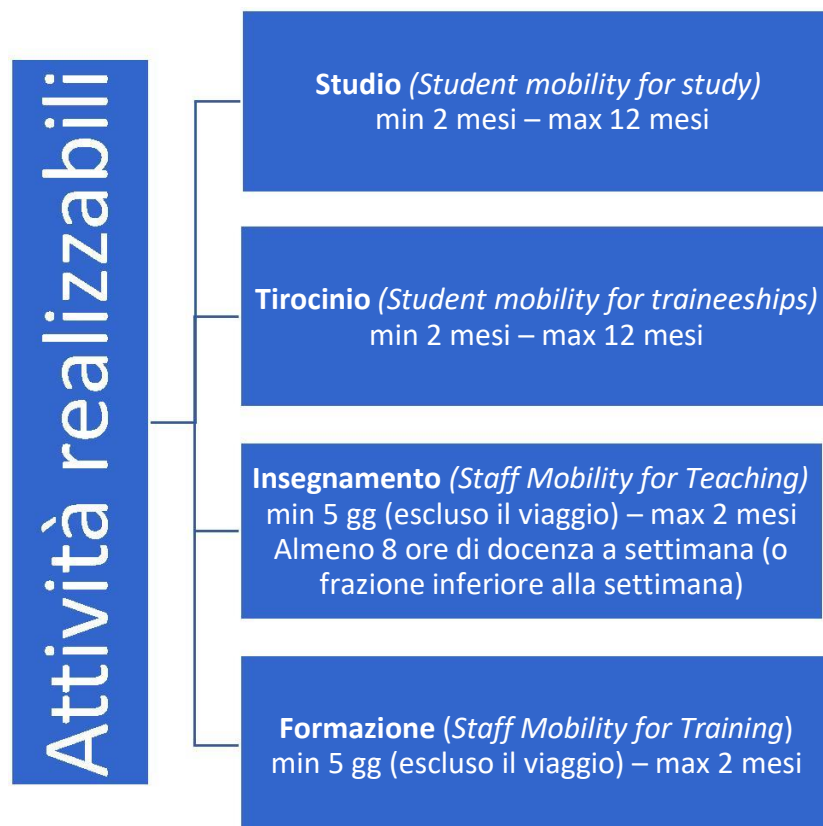 Attività realizzabili
Studio (Student mobility for study)
min 2 mesi – max 12 mesi
Tirocinio (Student mobility for traineeships)
min 2 mesi – max 12 mesi
Insegnamento (Staff Mobility for Teaching)
min 5 gg (escluso il viaggio) – max 2 mesi
Almeno 8 ore di docenza a settimana (o
frazione inferiore alla settimana)
Formazione (Staff Mobility for Training)
min 5 gg (escluso il viaggio) – max 2 mesi